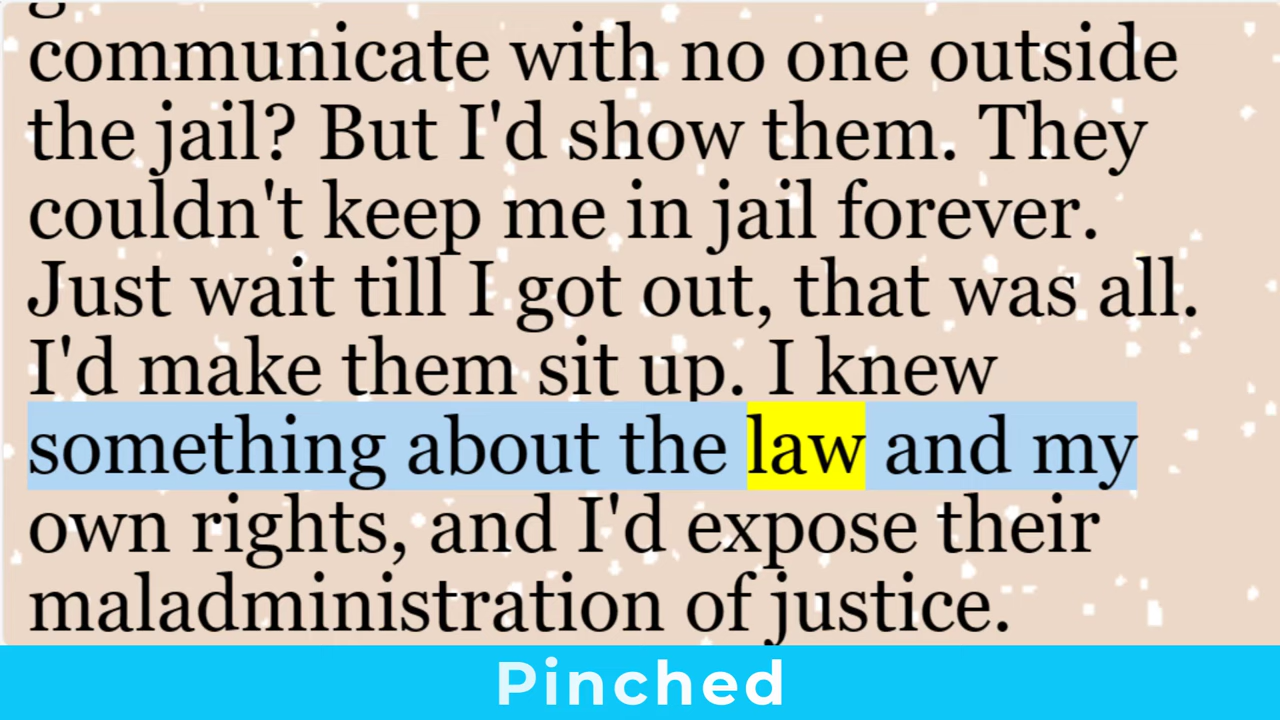 communicate with no one outside
the jail? But I'd show them. They
couldn't keep me in jail forever.
Just wait till I got out, that was all.
I'd make them sit up. I knew
something about the law and my
own rights, and I'd expose their
maladministration of justice.
Pinched